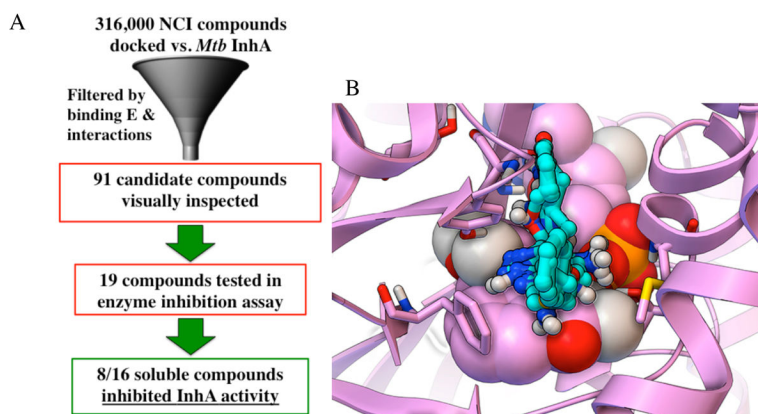 A
316,000 NCI compounds
docked vs. Mtb InhA
Filtered by
binding E &
interactions
91 candidate compounds
visually inspected
19 compounds tested in
enzyme inhibition assay
8/16 soluble compounds
inhibited InhA activity
B